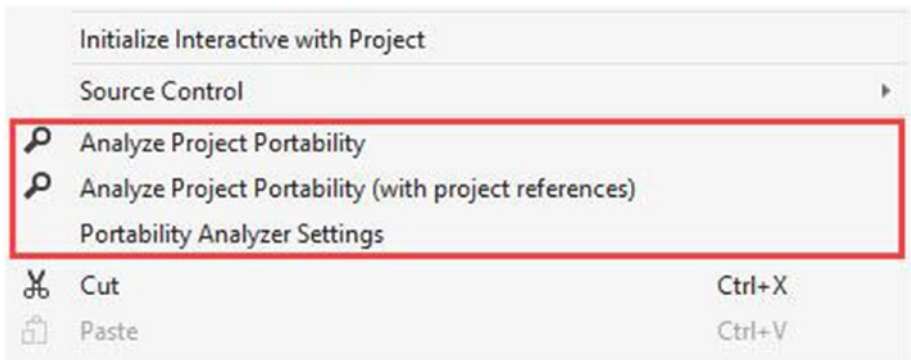 Initialize Interactive with Project
Source Control
Analyze Project Portability
Analyze Project Portability (with project references)
Portability Analyzer Settings
Cut Ctrl+X
Paste Ctrl+V